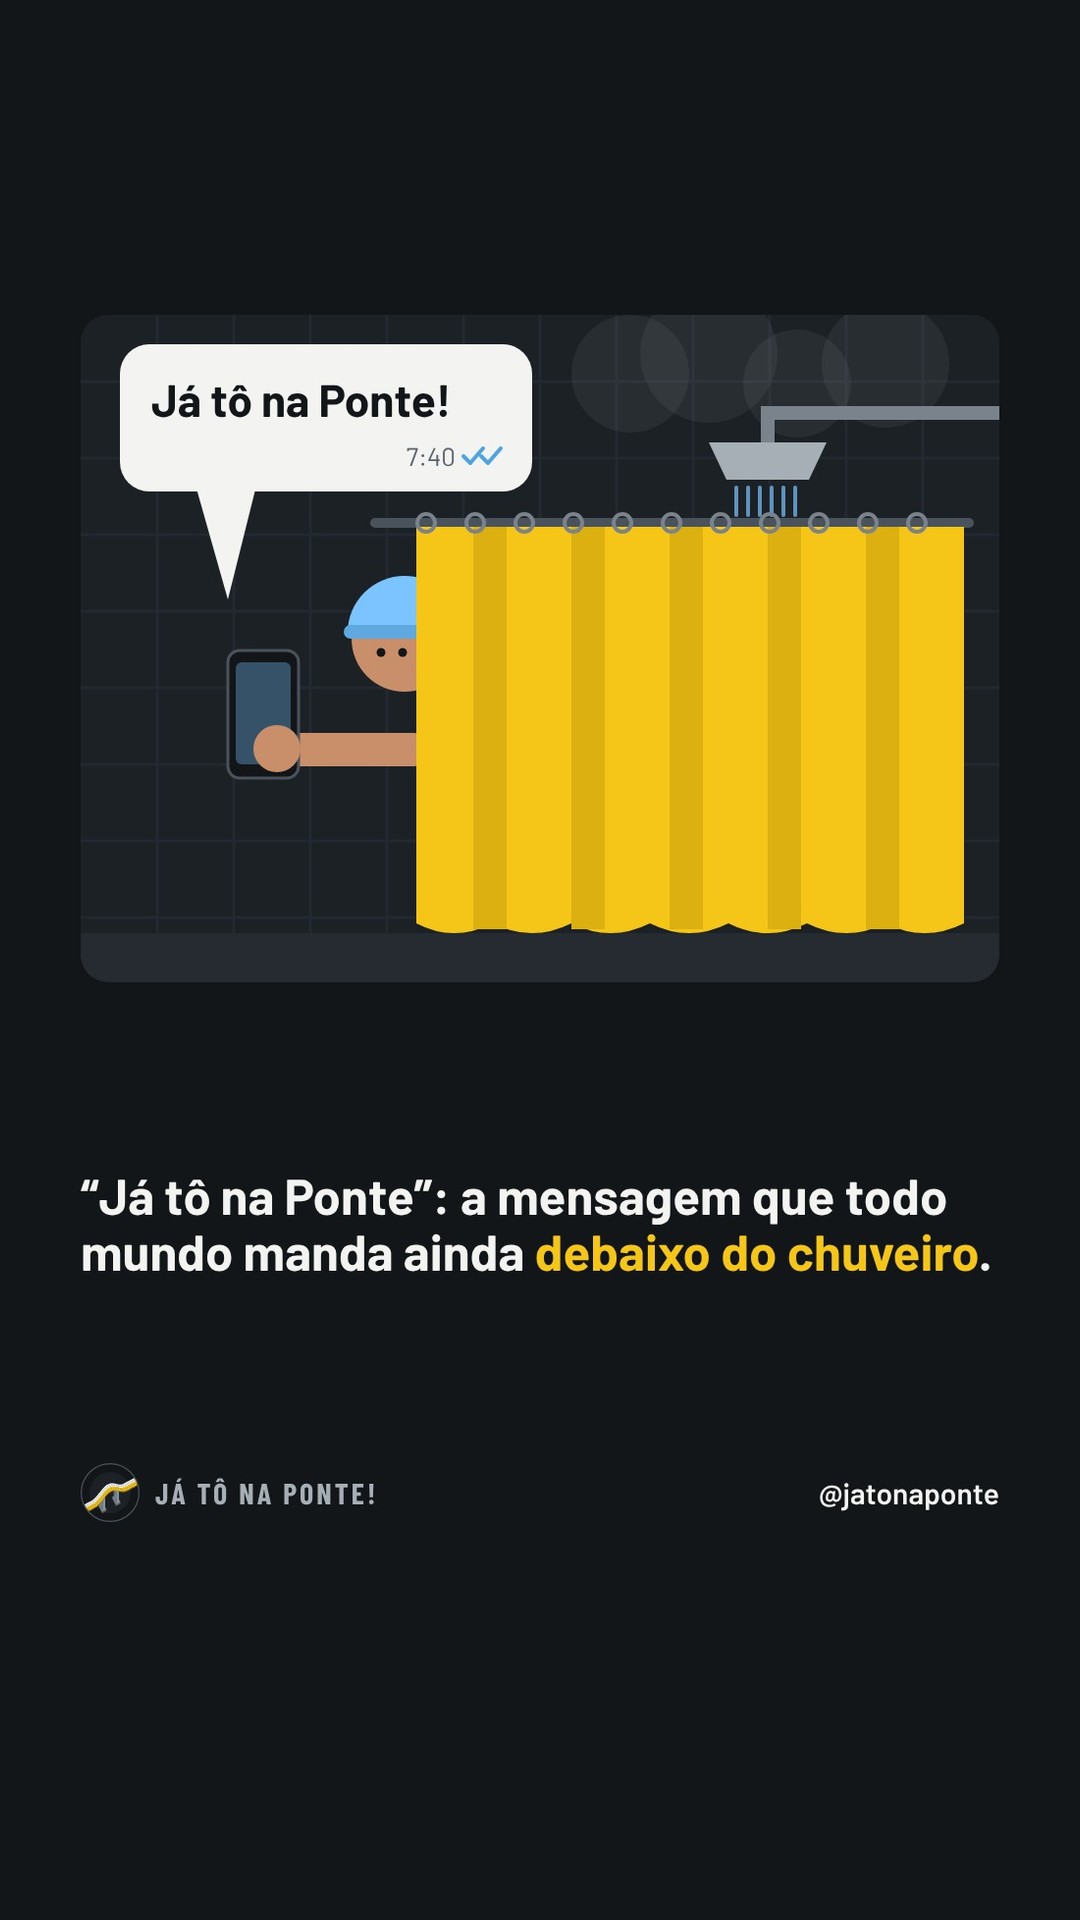 Já tô na Ponte!
7:40
“Já tô na Ponte”: a mensagem que todo
mundo manda ainda debaixo do chuveiro.
JÁ TÔ NA PONTE!
@jatonaponte